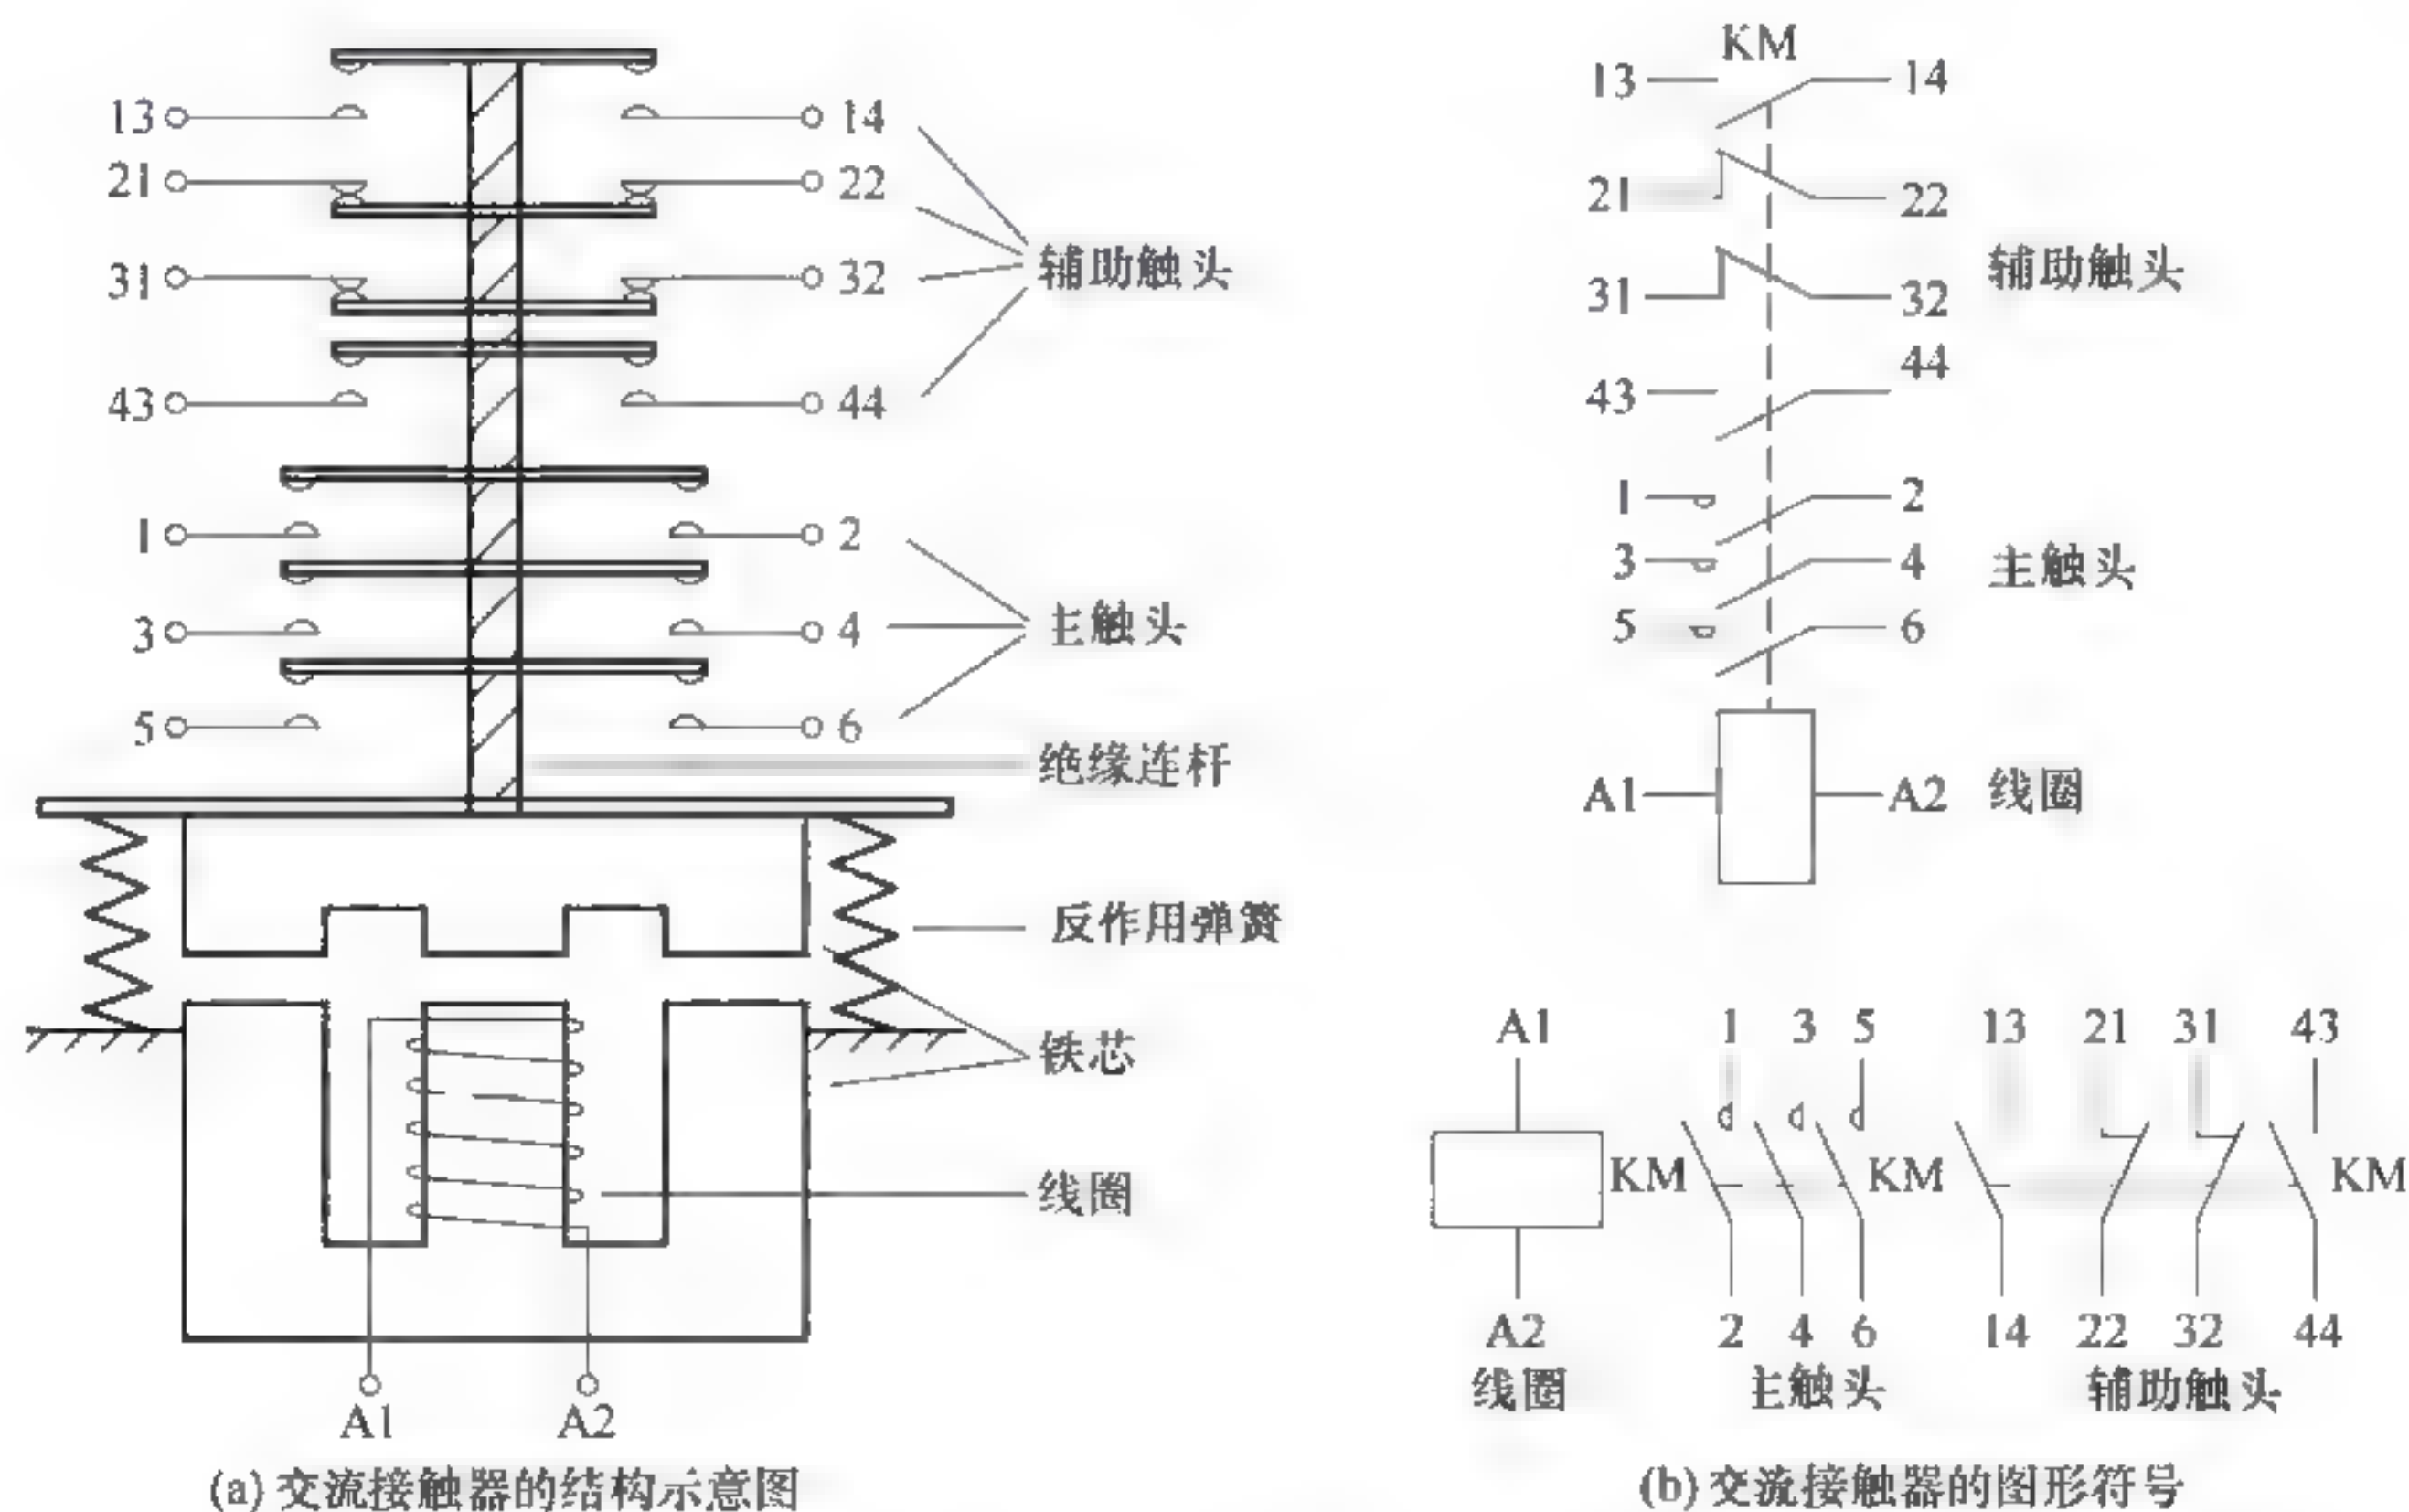 13 14
21 22
31 32
辅助触头
43 44
1 2
3 4
主触头
5 6
绝缘连杆
反作用弹簧
铁芯
线圈
A1 A2
(a) 交流接触器的结构示意图
KM
13 14
21 22
辅助触头
31 32
43 44
1 2
3 4
主触头
5 6
A1 A2 线圈
A1 1 3 5 13 21 31 43
KM KM KM
A2 2 4 6 14 22 32 44
线圈 主触头 辅助触头
(b) 交流接触器的图形符号